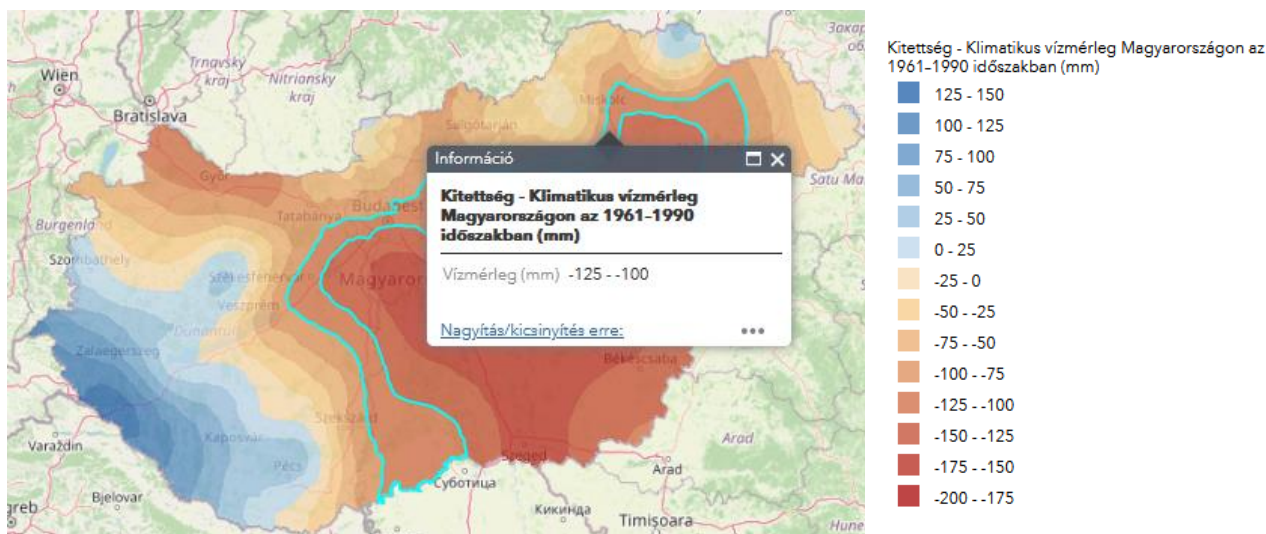 Wien
Bratislava
Trnavský
kraj
Nitriansky
kraj
Miskolc
Salgótarján
Győr
Tatabánya
Budapest
Satu Ma
Burgenland
Szombathely
Székesfehérvár
Magyaror
Veszprém
Dunántúl
Zalaegerszeg
Békéscsaba
Szekszárd
Kaposvár
Pécs
Varaždin
Szeged
Arad
Arad
Суботица
Bjelovar
greb
Кикинда
Timișoara
Hune
Információ
Kitettség - Klimatikus vízmérleg
Magyarországon az 1961-1990
időszakban (mm)
Vízmérleg (mm) -125 - -100
Nagyítás/kicsinyítés erre:
Kitettség - Klimatikus vízmérleg Magyarországon az
1961-1990 időszakban (mm)
125 - 150
100 - 125
75 - 100
50 - 75
25 - 50
0 - 25
-25 - 0
-50 - -25
-75 - -50
-100 - -75
-125 - -100
-150 - -125
-175 - -150
-200 - -175